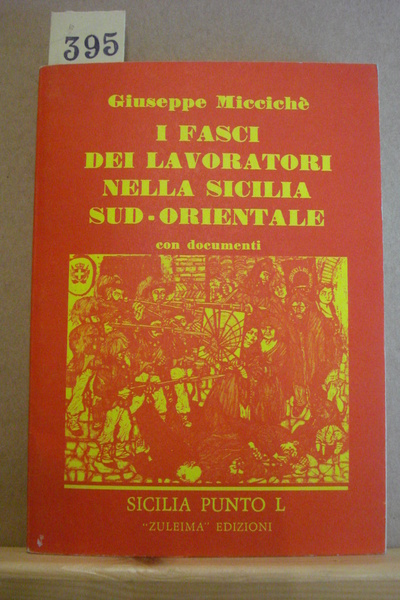 395
Giuseppe Miccichè
I FASCI
DEI LAVORATORI
NELLA SICILIA
SUD-ORIENTALE
con documenti
SICILIA PUNTO L
"ZULEIMA" EDIZIONI